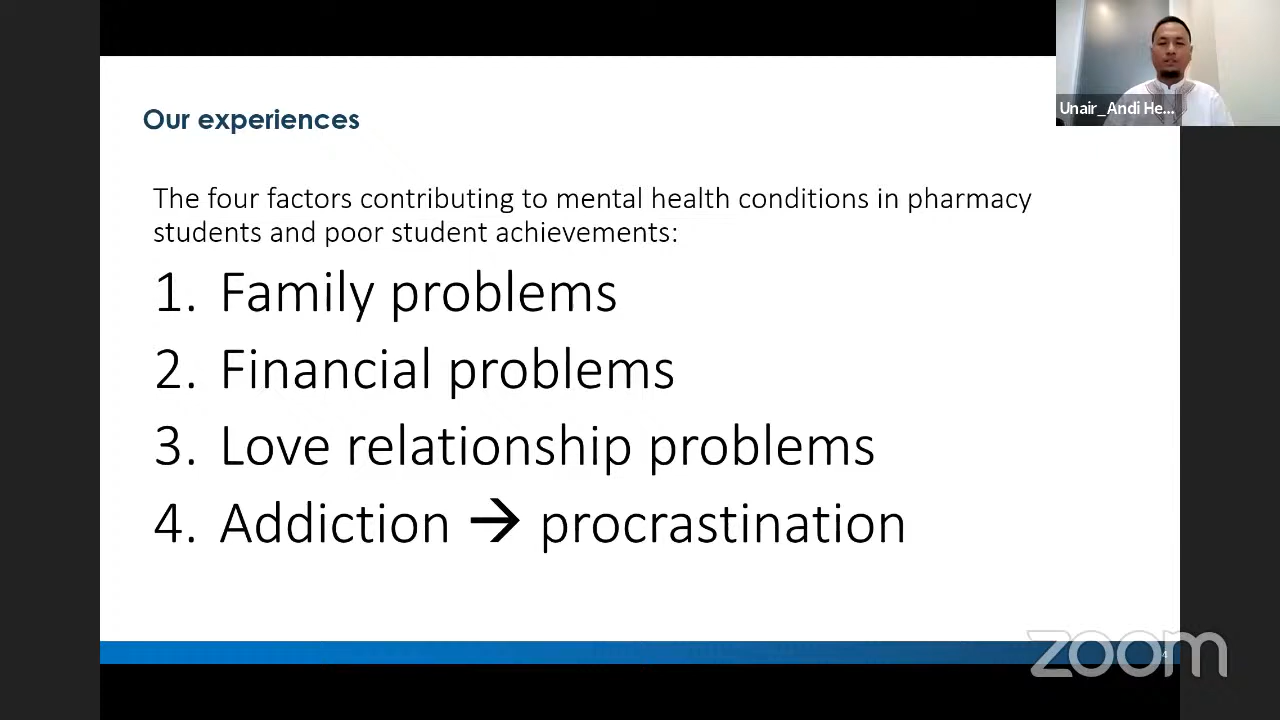 Our experiences
Unair_Andi He...
The four factors contributing to mental health conditions in pharmacy
students and poor student achievements:
1. Family problems
2. Financial problems
3. Love relationship problems
4. Addiction → procrastination
zoom
4